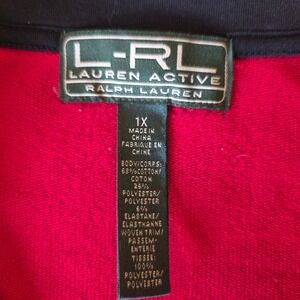 L-RL
LAUREN ACTIVE
RALPH LAUREN
1X
MADE IN
CHINA
FABRIQUE EN
CHINE
BODY/CORPS:
68%COTTON/
COTON
26%
POLYESTER/
POLYESTER
6%
ELASTANE/
ELASTHANNE
WOVEN TRIM/
PASSEM-
ENTERIE
TISSEE:
100%
POLYESTER/
POLYESTER